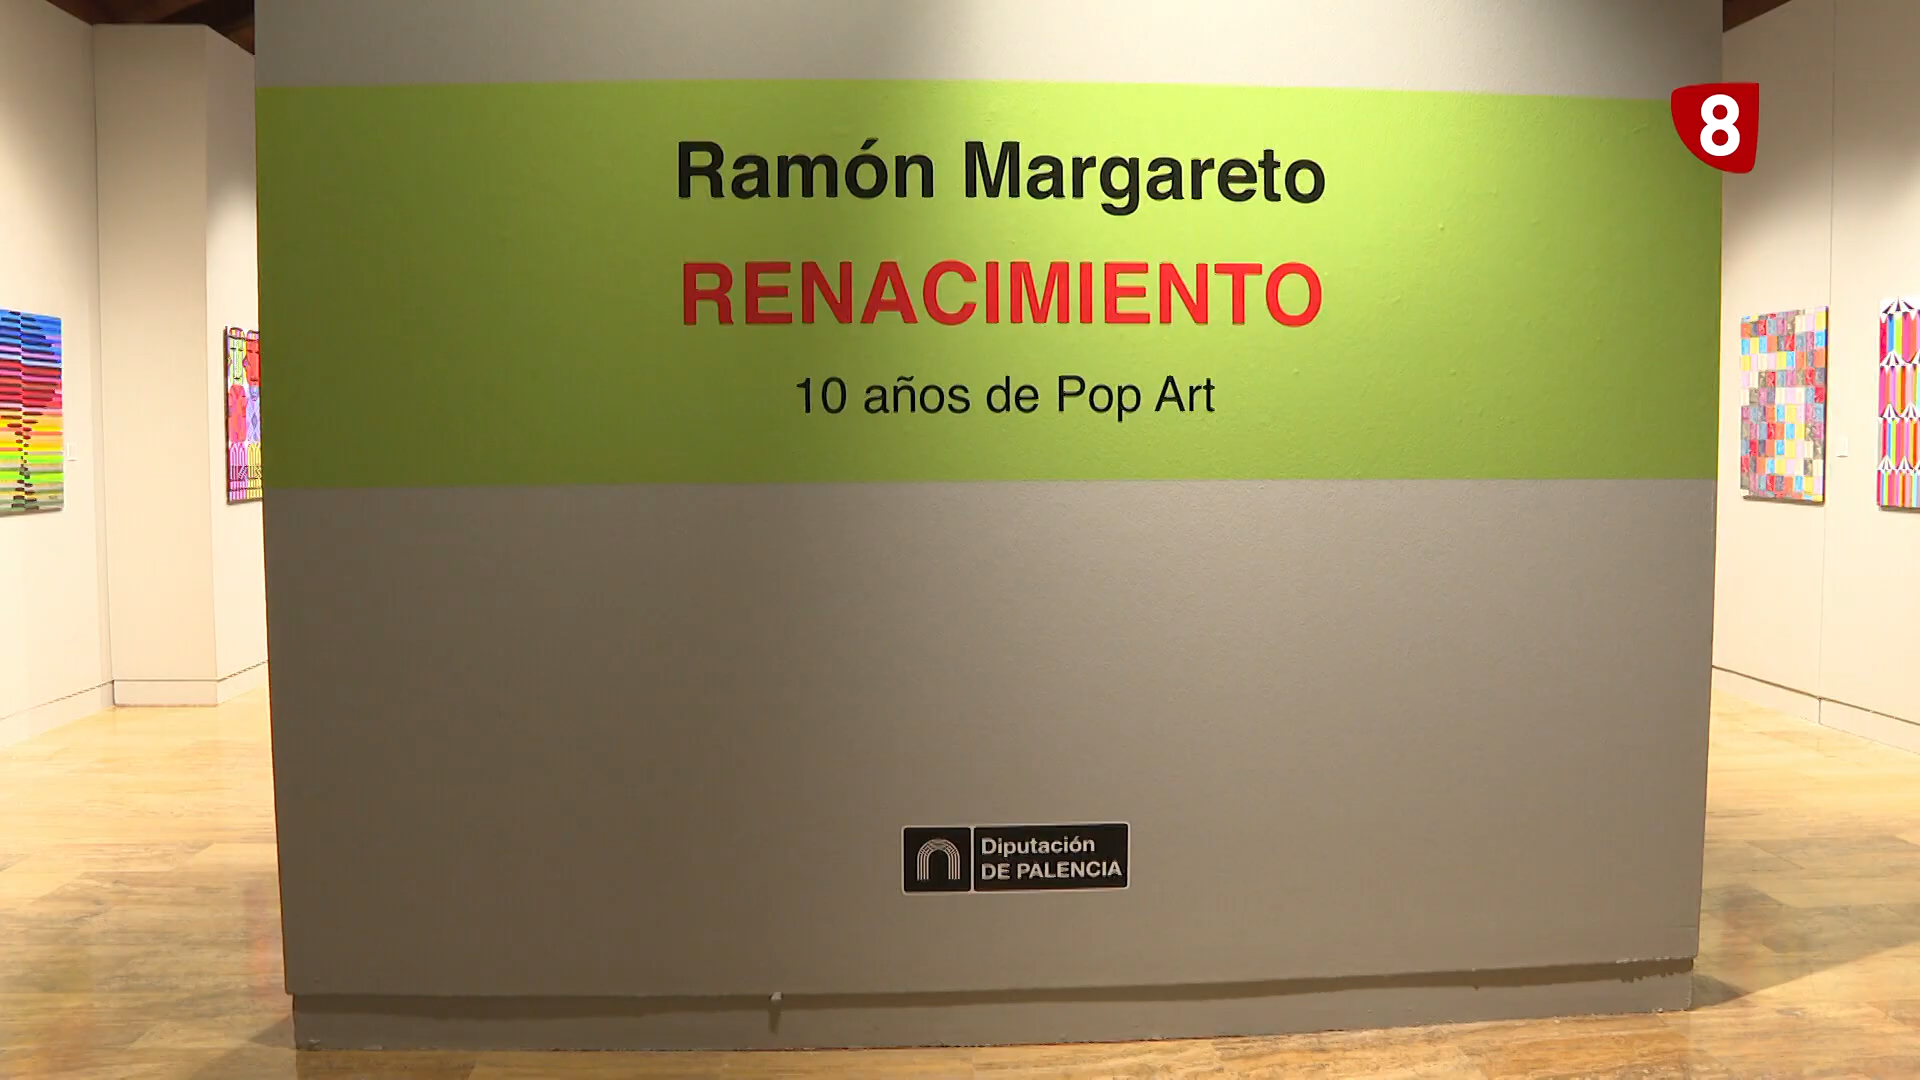 8
Ramón Margareto
RENACIMIENTO
10 años de Pop Art
Diputación
DE PALENCIA